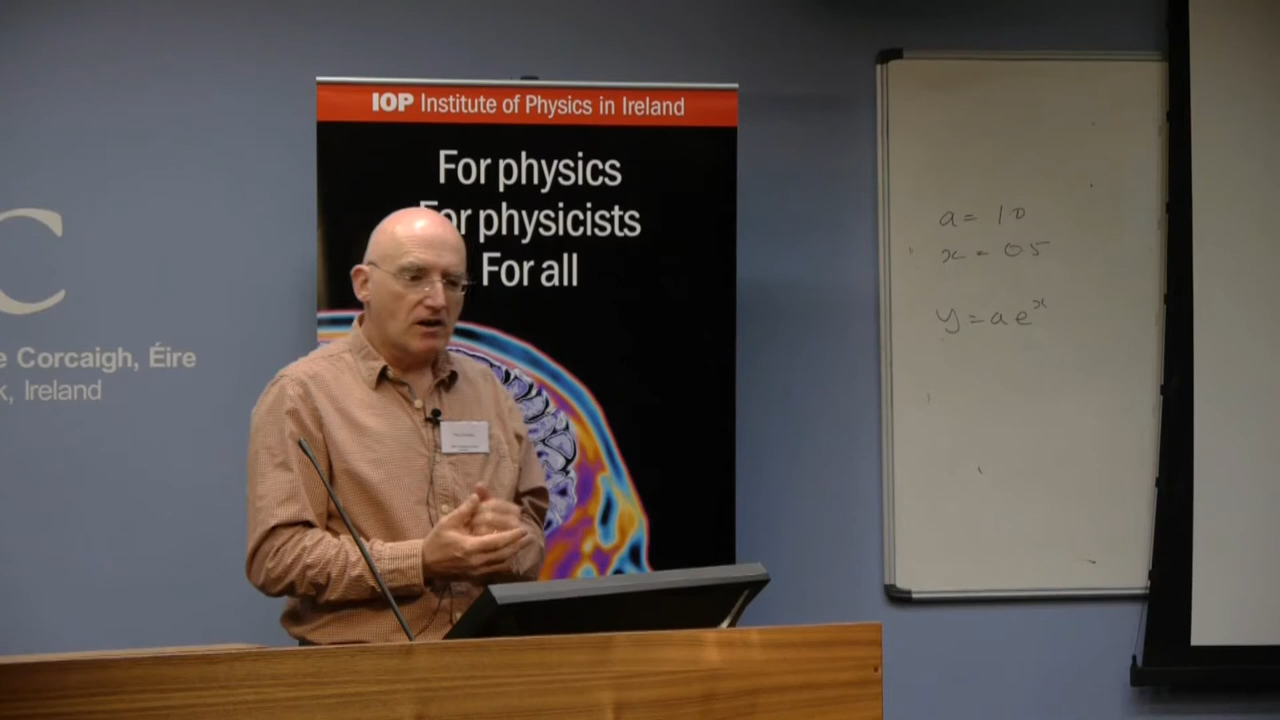 IOP Institute of Physics in Ireland
For physics
For physicists
For all
C
e Corcaigh, Éire
k, Ireland
a = 10
x = 05
y = a e^x